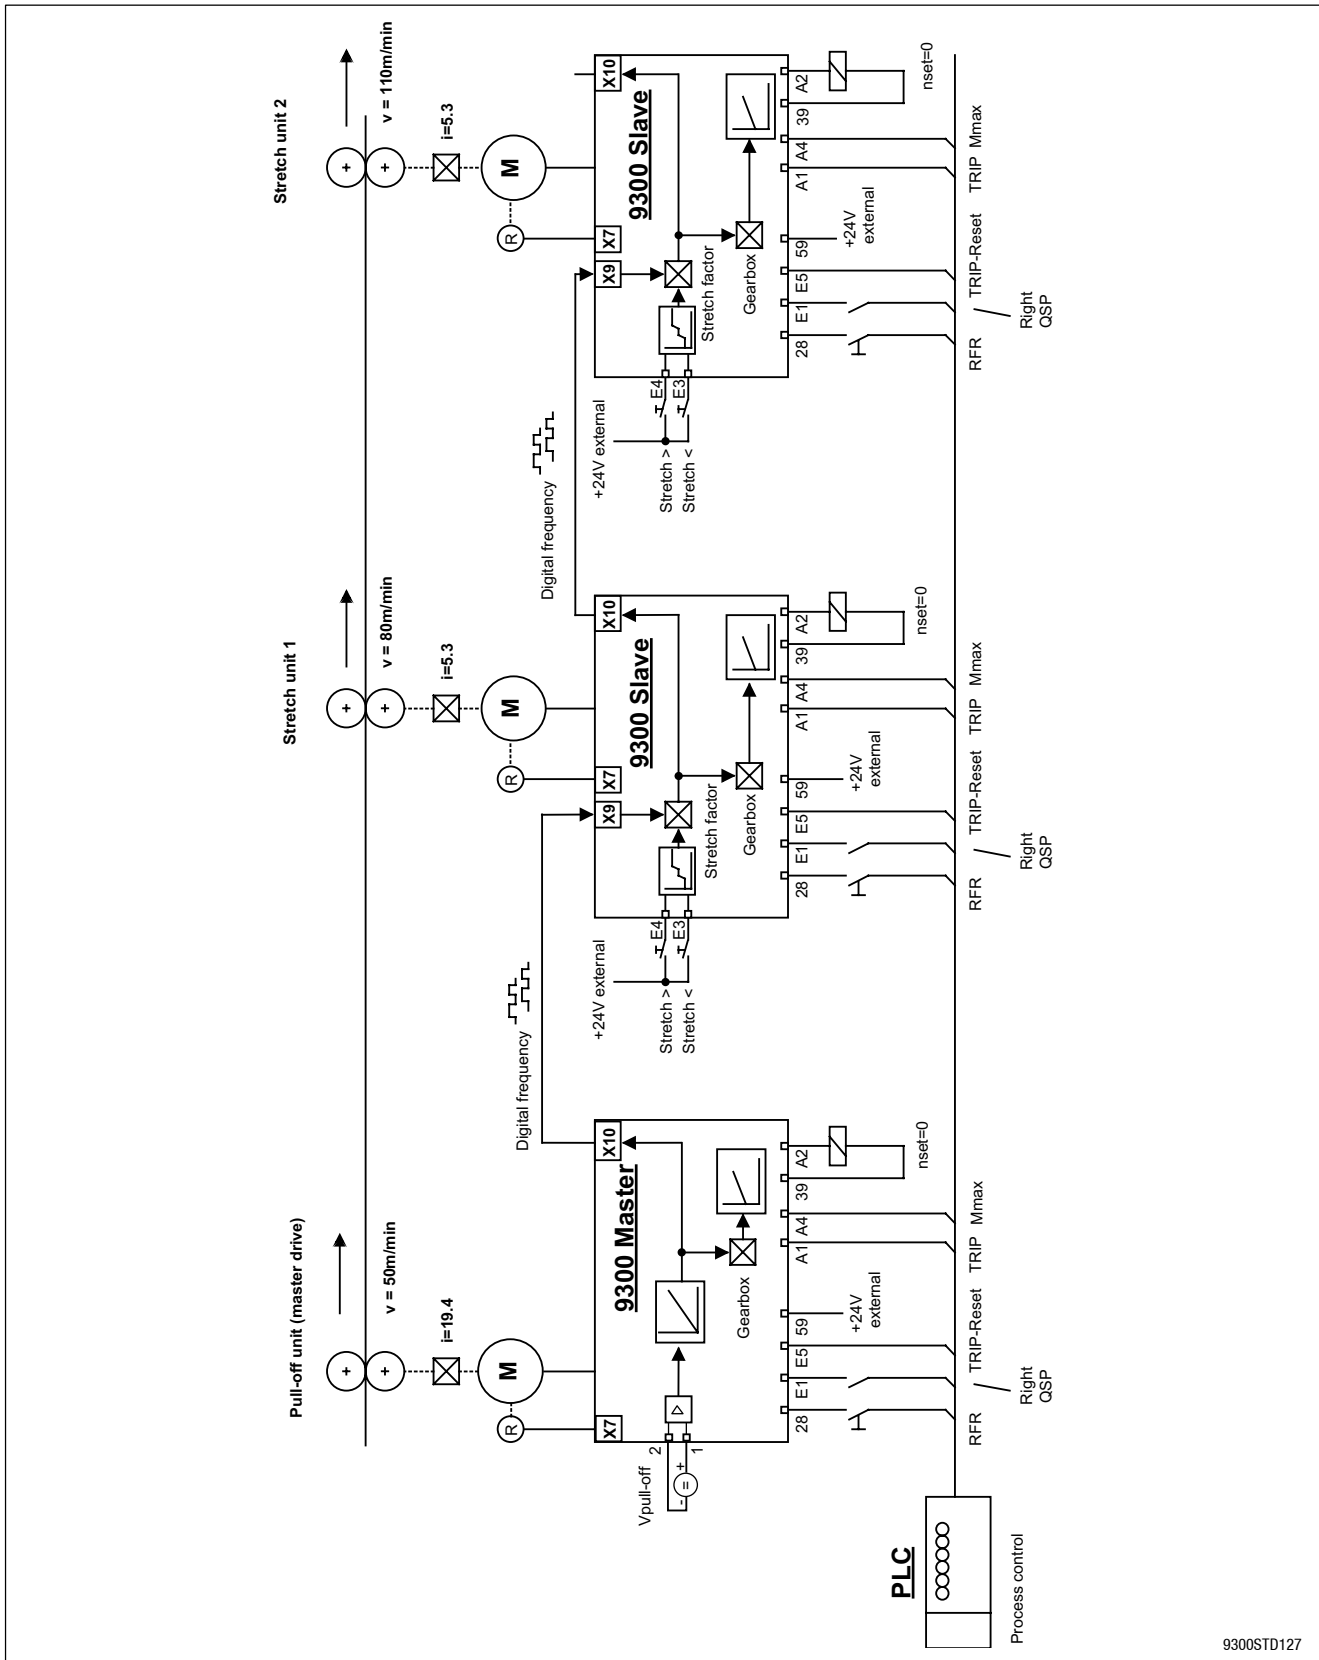 Pull-off unit (master drive)
v = 50m/min
i=19.4
M
R
+
+
X7
X10
9300 Master
Gearbox
Vpull-off
2
1
-
=
+
28
E1
E5
59
A1
A4
39
A2
+24V
external
nset=0
RFR
Right
QSP
TRIP-Reset
TRIP
Mmax
Digital frequency
Stretch unit 1
v = 80m/min
i=5.3
M
R
+
+
X9
X7
X10
9300 Slave
Stretch factor
Gearbox
+24V external
Stretch >
Stretch <
E4
E3
28
E1
E5
59
A1
A4
39
A2
+24V
external
nset=0
RFR
Right
QSP
TRIP-Reset
TRIP
Mmax
Digital frequency
Stretch unit 2
v = 110m/min
i=5.3
M
R
+
+
X9
X7
X10
9300 Slave
Stretch factor
Gearbox
+24V external
Stretch >
Stretch <
E4
E3
28
E1
E5
59
A1
A4
39
A2
+24V
external
nset=0
RFR
Right
QSP
TRIP-Reset
TRIP
Mmax
PLC
Process control
9300STD127